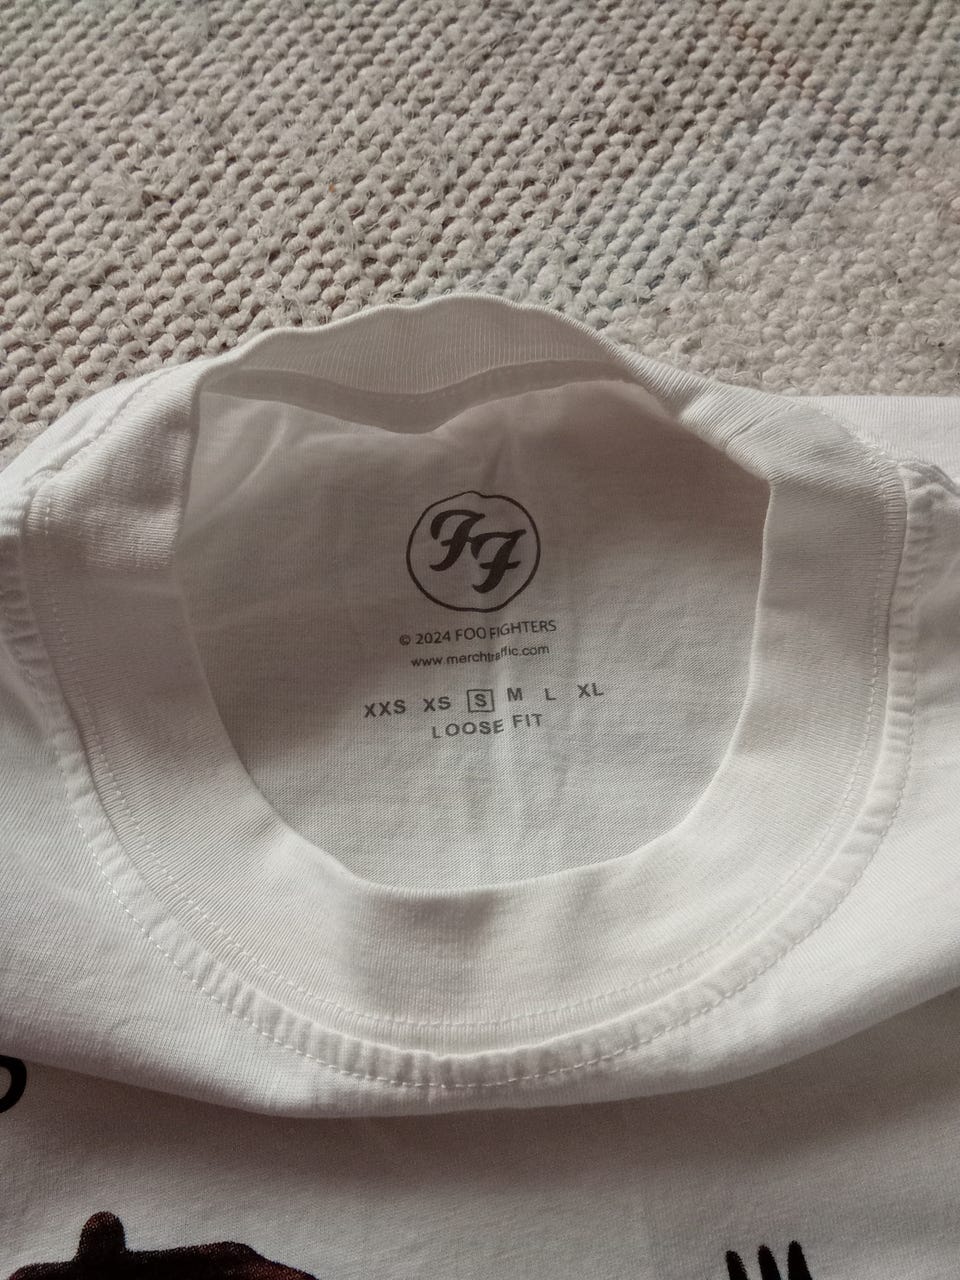 FF
© 2024 FOO FIGHTERS
www.merchtraffic.com
XXS XS S M L XL
LOOSE FIT